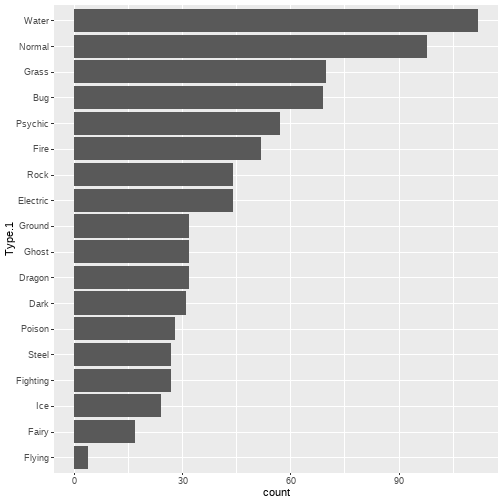 Water
Normal
Grass
Bug
Psychic
Fire
Rock
Electric
Ground
Ghost
Dragon
Dark
Poison
Steel
Fighting
Ice
Fairy
Flying
Type.1
0 30 60 90
count